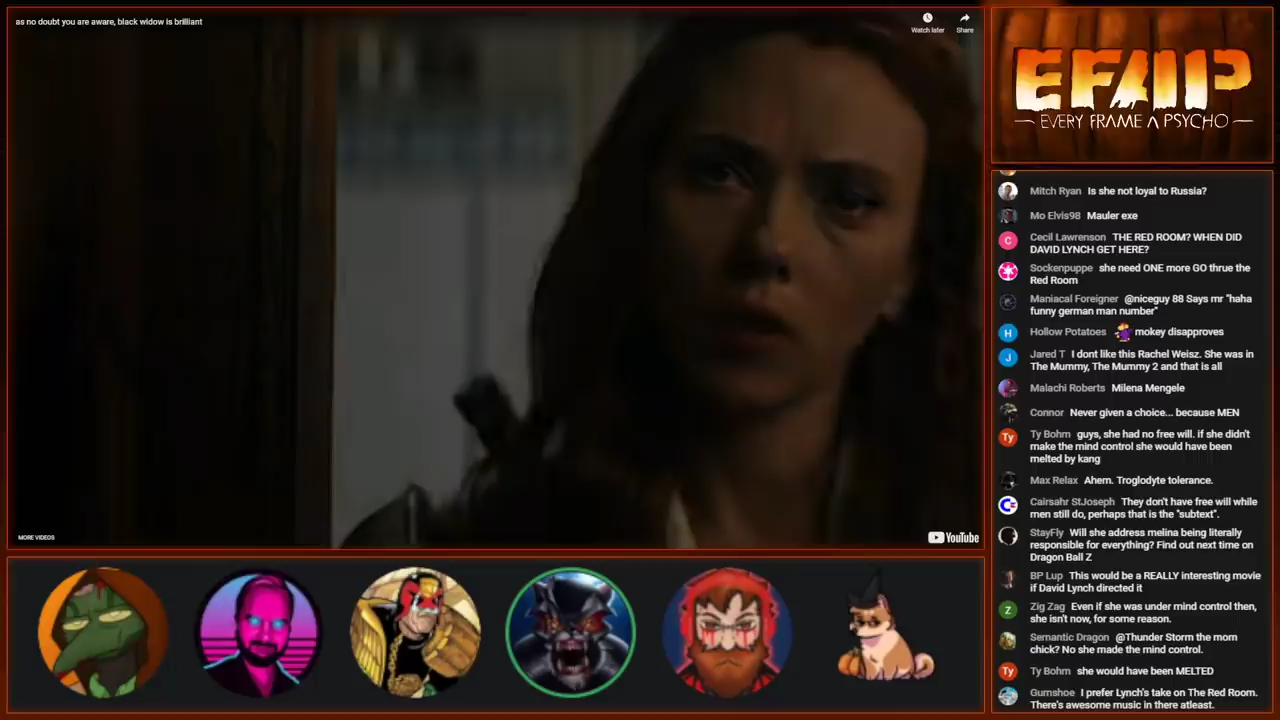 as no doubt you are aware, black widow is brilliant
Watch later
Share
MORE VIDEOS
YouTube
EFAP
EVERY FRAME A PSYCHO
Mitch Ryan Is she not loyal to Russia?
Mo Elvis98 Mauler exe
C
Cecil Lawrenson THE RED ROOM? WHEN DID
DAVID LYNCH GET HERE?
Sockenpuppe she need ONE more GO thrue the
Red Room
Maniacal Foreigner @niceguy 88 Says mr "haha
funny german man number"
H
Hollow Potatoes mokey disapproves
J
Jared T I dont like this Rachel Weisz. She was in
The Mummy, The Mummy 2 and that is all
Malachi Roberts Milena Mengele
Connor Never given a choice... because MEN
Ty
Ty Bohm guys, she had no free will. if she didn't
make the mind control she would have been
melted by kang
Max Relax Ahem. Troglodyte tolerance.
Cairsahr StJoseph They don't have free will while
men still do, perhaps that is the "subtext".
StayFly Will she address melina being literally
responsible for everything? Find out next time on
Dragon Ball Z
BP Lup This would be a REALLY interesting movie
if David Lynch directed it
Z
Zig Zag Even if she was under mind control then,
she isn't now, for some reason.
Semantic Dragon @Thunder Storm the mom
chick? No she made the mind control.
Ty
Ty Bohm she would have been MELTED
Gumshoe I prefer Lynch's take on The Red Room.
There's awesome music in there atleast.